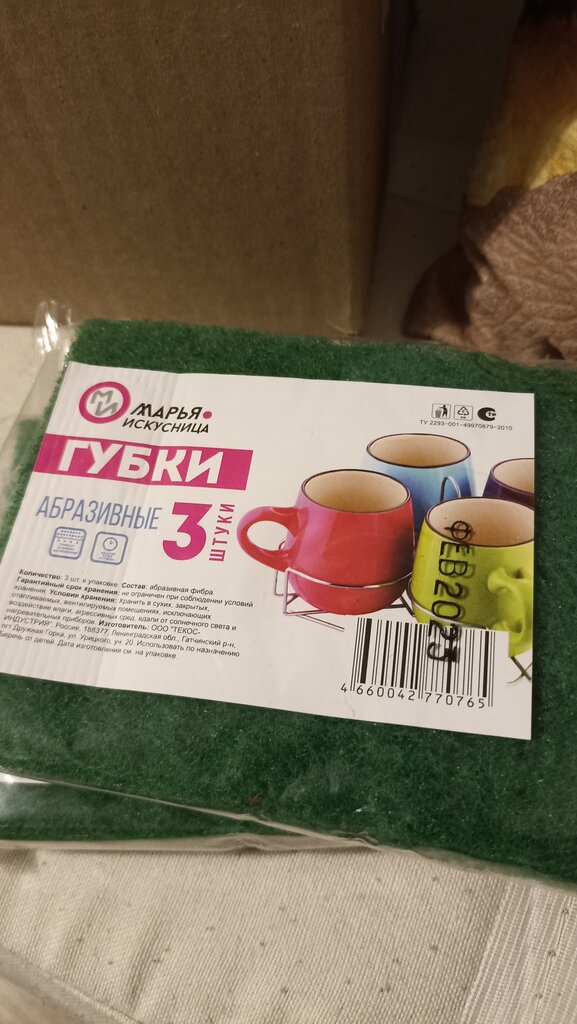 МИ
МАРЬЯ
ИСКУСНИЦА
ТУ 2293-001-49970879-2010
ГУБКИ
АБРАЗИВНЫЕ
3
ШТУКИ
Количество: 3 шт. в упаковке. Состав: абразивная фибра.
Гарантийный срок хранения: не ограничен при соблюдении условий
хранения. Условия хранения: Хранить в сухих, закрытых,
отапливаемых, вентилируемых помещениях, исключающих
воздействие влаги, агрессивных сред, вдали от солнечного света и
нагревательных приборов. Изготовитель: ООО "ТЕКОС-
ИНДУСТРИЯ", Россия, 188377, Ленинградская обл., Гатчинский р-н,
пгт Дружная Горка, ул. Урицкого, уч. 20. Использовать по назначению
Беречь от детей. Дата изготовления см. на упаковке.
ФЕВ2023
4 660042 770765